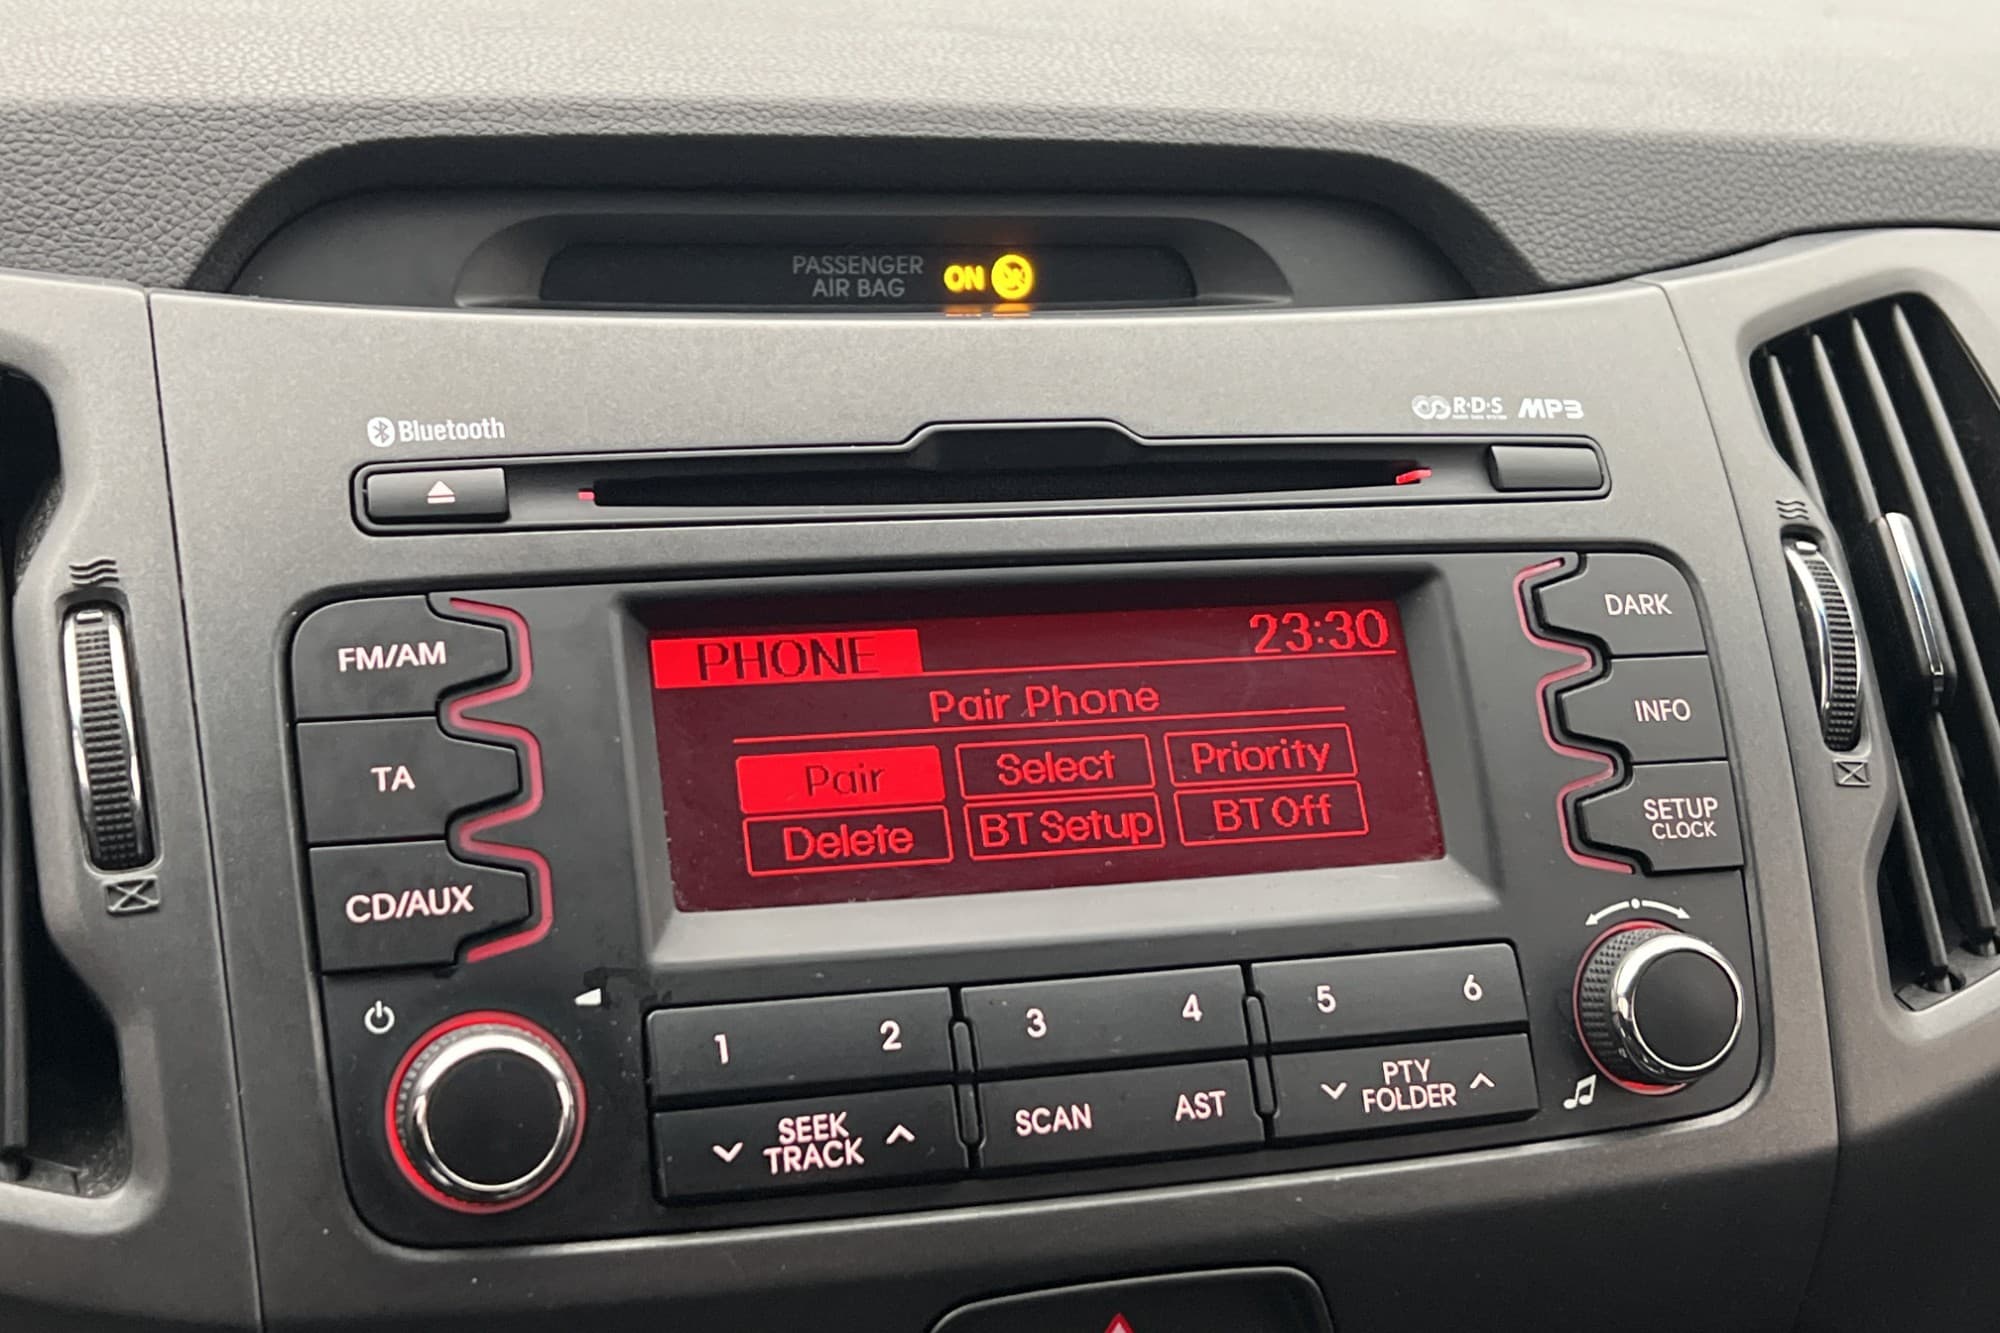 PASSENGER
AIR BAG
ON
Bluetooth
R·D·S MP3
FM/AM
TA
CD/AUX
PHONE
23:30
Pair Phone
Pair Select Priority
Delete BT Setup BT Off
DARK
INFO
SETUP
CLOCK
1 2 3 4 5 6
SEEK
TRACK
SCAN AST
PTY
FOLDER